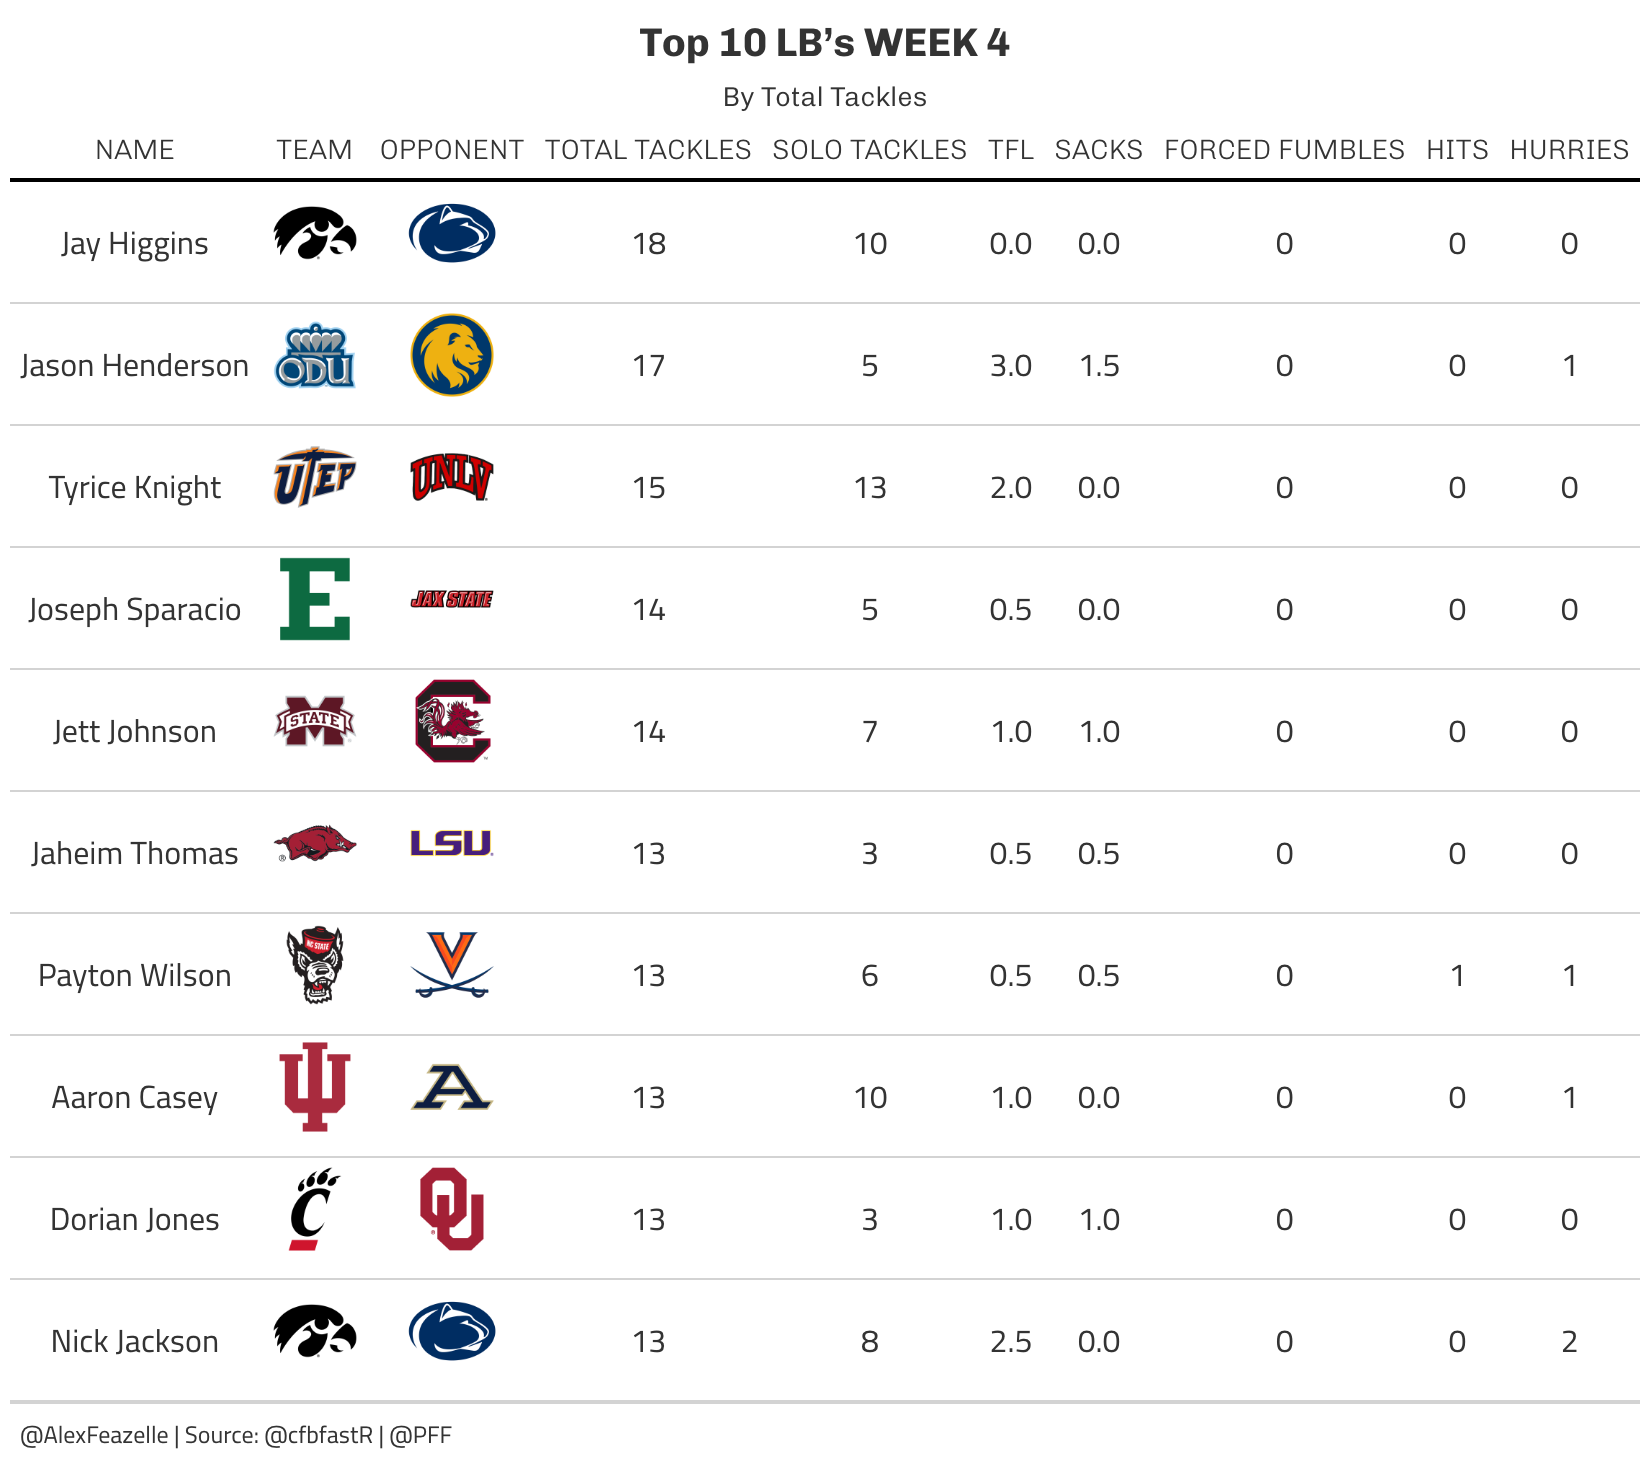 Top 10 LB’s WEEK 4
By Total Tackles
NAME TEAM OPPONENT TOTAL TACKLES SOLO TACKLES TFL SACKS FORCED FUMBLES HITS HURRIES
Jay Higgins 18 10 0.0 0.0 0 0 0
Jason Henderson ODU 17 5 3.0 1.5 0 0 1
Tyrice Knight UTEP UNLV 15 13 2.0 0.0 0 0 0
Joseph Sparacio E JAX STATE 14 5 0.5 0.0 0 0 0
Jett Johnson M STATE C 14 7 1.0 1.0 0 0 0
Jaheim Thomas LSU 13 3 0.5 0.5 0 0 0
Payton Wilson NC STATE V 13 6 0.5 0.5 0 1 1
Aaron Casey IU A 13 10 1.0 0.0 0 0 1
Dorian Jones C OU 13 3 1.0 1.0 0 0 0
Nick Jackson 13 8 2.5 0.0 0 0 2
@AlexFeazelle | Source: @cfbfastR | @PFF